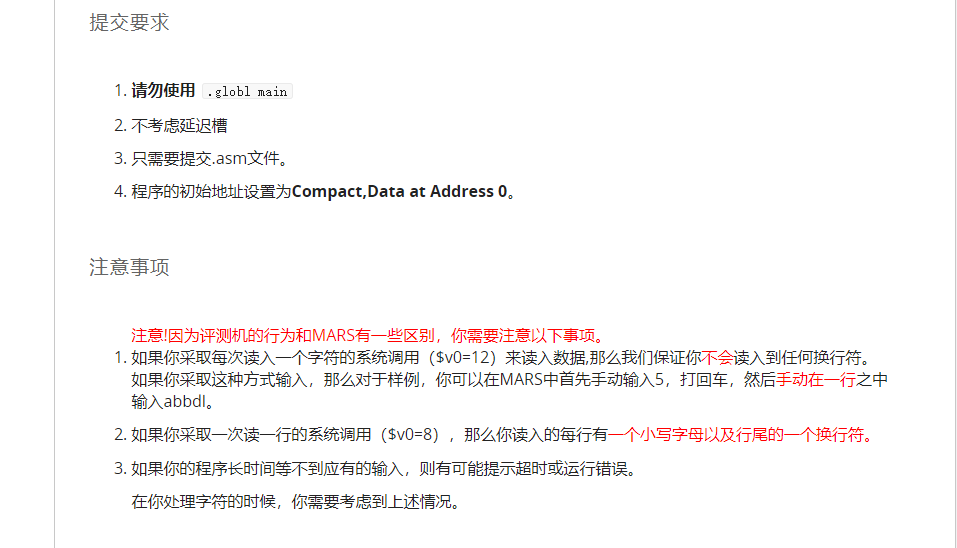 提交要求
1. 请勿使用 .globl main
2. 不考虑延迟槽
3. 只需要提交.asm文件。
4. 程序的初始地址设置为Compact,Data at Address 0。
注意事项
注意!因为评测机的行为和MARS有一些区别，你需要注意以下事项。
1. 如果你采取每次读入一个字符的系统调用（$v0=12）来读入数据,那么我们保证你不会读入到任何换行符。
如果你采取这种方式输入，那么对于样例，你可以在MARS中首先手动输入5，打回车，然后手动在一行之中
输入abbdl。
2. 如果你采取一次读一行的系统调用（$v0=8），那么你读入的每行有一个小写字母以及行尾的一个换行符。
3. 如果你的程序长时间等不到应有的输入，则有可能提示超时或运行错误。
在你处理字符的时候，你需要考虑到上述情况。